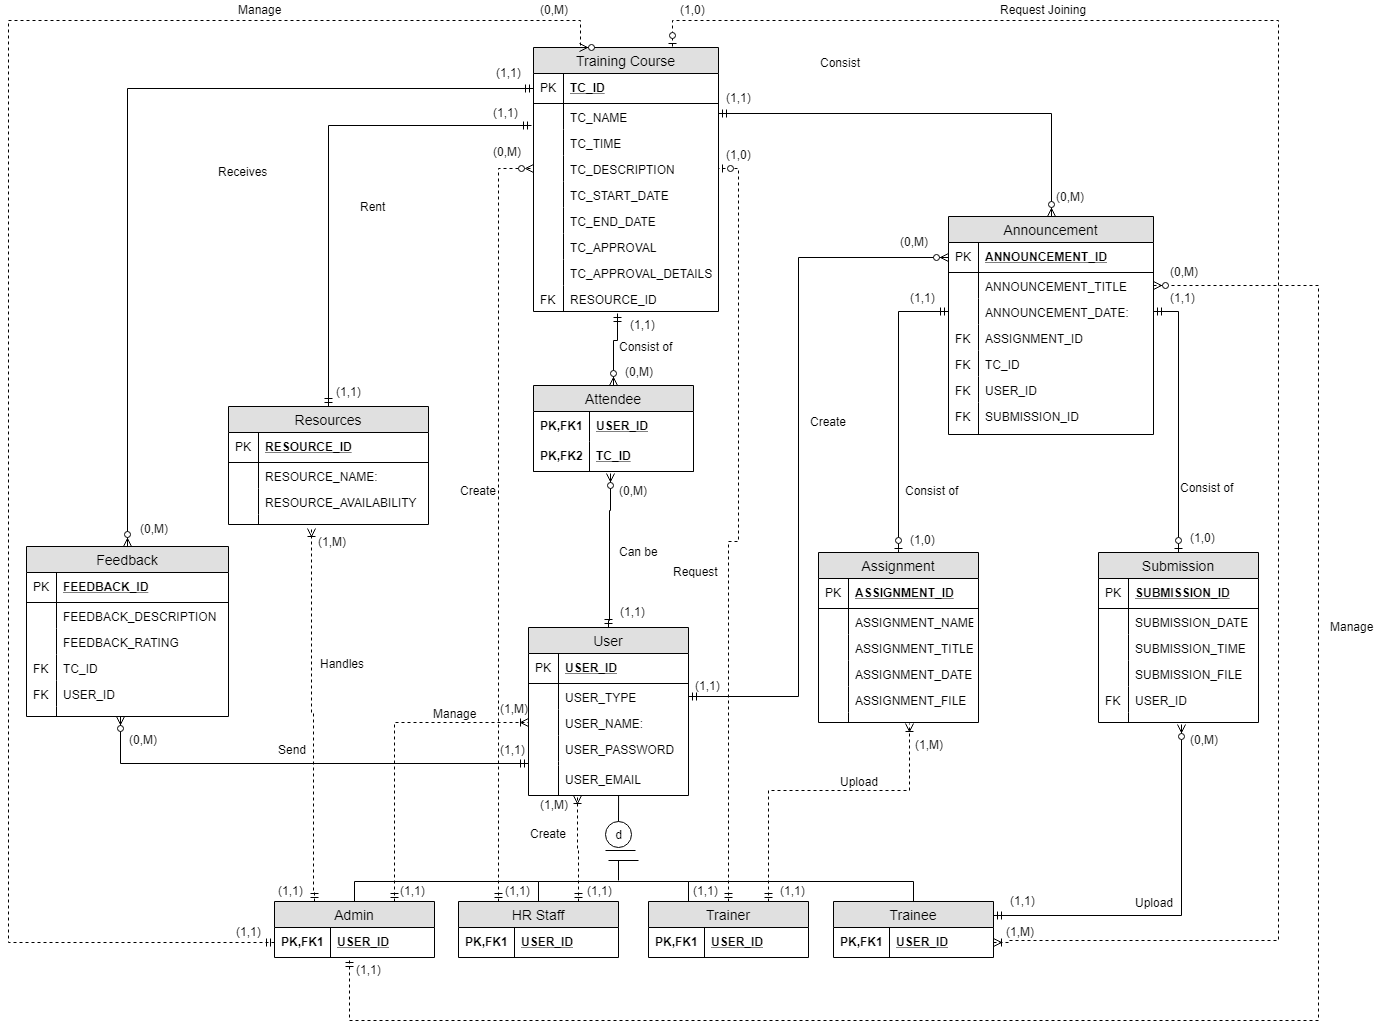 Manage
(0,M)
(1,0)
Request Joining
Training Course
PK TC_ID
TC_NAME
TC_TIME
TC_DESCRIPTION
TC_START_DATE
TC_END_DATE
TC_APPROVAL
TC_APPROVAL_DETAILS
FK RESOURCE_ID
(1,1)
(1,1)
(0,M)
(1,1)
(1,0)
Consist
Receives
Rent
(0,M)
Announcement
PK ANNOUNCEMENT_ID
ANNOUNCEMENT_TITLE
ANNOUNCEMENT_DATE:
FK ASSIGNMENT_ID
FK TC_ID
FK USER_ID
FK SUBMISSION_ID
(0,M)
(1,1)
(0,M)
(1,1)
(1,1)
Consist of
(0,M)
Attendee
PK,FK1 USER_ID
PK,FK2 TC_ID
(0,M)
(1,1)
Resources
PK RESOURCE_ID
RESOURCE_NAME:
RESOURCE_AVAILABILITY
(1,M)
Create
Create
Consist of
Consist of
(0,M)
Feedback
PK FEEDBACK_ID
FEEDBACK_DESCRIPTION
FEEDBACK_RATING
FK TC_ID
FK USER_ID
(0,M)
Can be
Request
(1,0)
Assignment
PK ASSIGNMENT_ID
ASSIGNMENT_NAME
ASSIGNMENT_TITLE
ASSIGNMENT_DATE
ASSIGNMENT_FILE
(1,M)
(1,0)
Submission
PK SUBMISSION_ID
SUBMISSION_DATE
SUBMISSION_TIME
SUBMISSION_FILE
FK USER_ID
(0,M)
Manage
(1,1)
User
PK USER_ID
USER_TYPE
USER_NAME:
USER_PASSWORD
USER_EMAIL
Handles
Manage
(1,M)
(1,1)
(1,1)
Send
(1,M)
Create
d
Upload
Upload
(1,1)
(1,1)
(1,1)
(1,1)
(1,1)
(1,1)
(1,1)
(1,1)
(1,M)
Admin
PK,FK1 USER_ID
HR Staff
PK,FK1 USER_ID
Trainer
PK,FK1 USER_ID
Trainee
PK,FK1 USER_ID
(1,1)